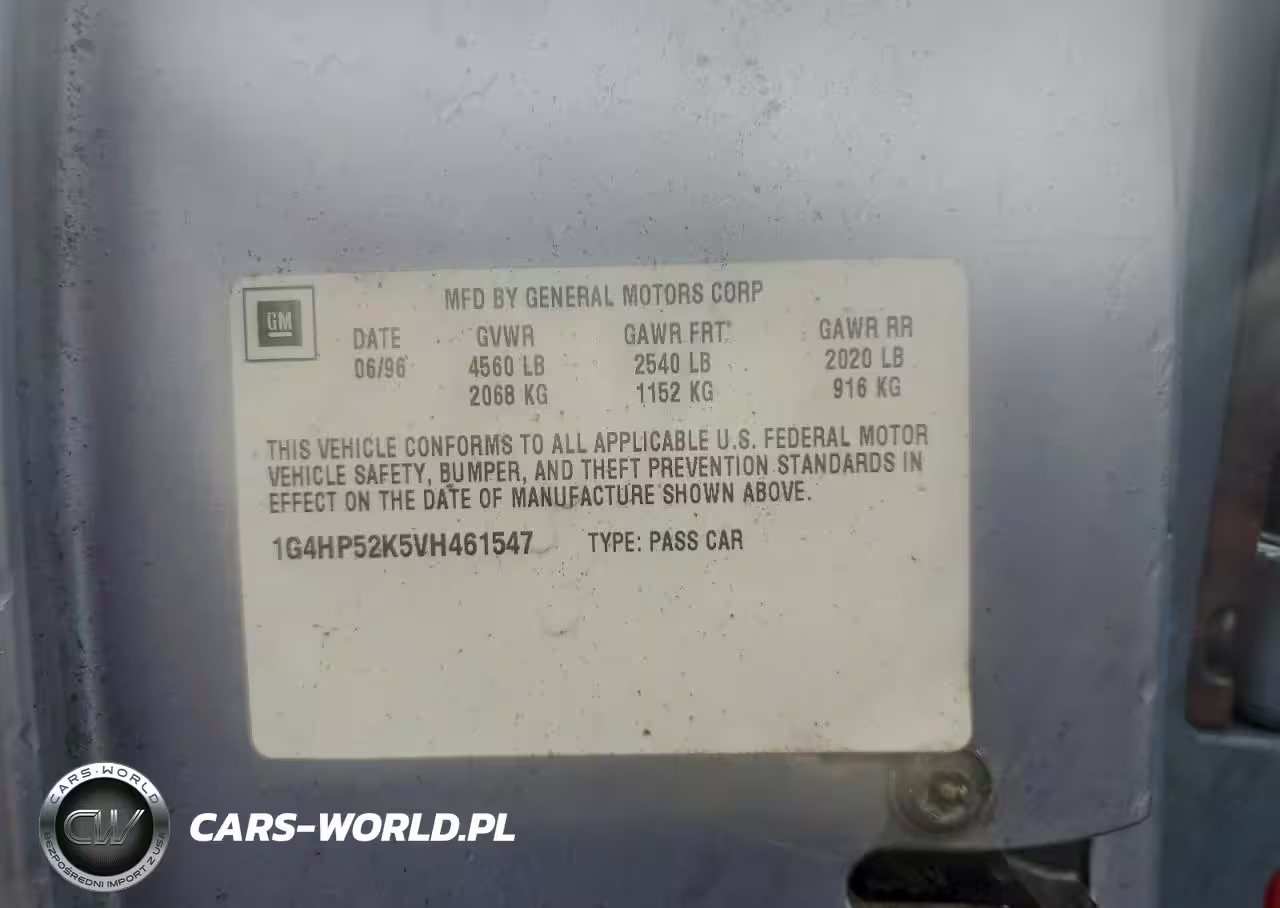 GM
MFD BY GENERAL MOTORS CORP
DATE GVWR GAWR FRT GAWR RR
06/96 4560 LB 2540 LB 2020 LB
2068 KG 1152 KG 916 KG
THIS VEHICLE CONFORMS TO ALL APPLICABLE U.S. FEDERAL MOTOR
VEHICLE SAFETY, BUMPER, AND THEFT PREVENTION STANDARDS IN
EFFECT ON THE DATE OF MANUFACTURE SHOWN ABOVE.
1G4HP52K5VH461547 TYPE: PASS CAR
CARS-WORLD
CW
BEZPOŚREDNI IMPORT Z USA
CARS-WORLD.PL